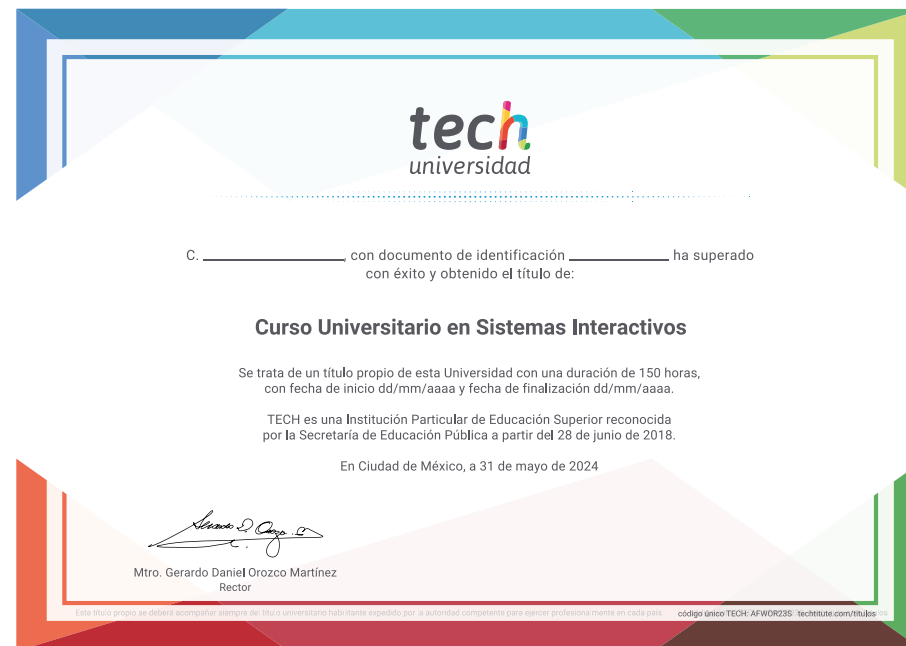 tech
universidad
C. ____________, con documento de identificación ____________ ha superado
con éxito y obtenido el título de:
Curso Universitario en Sistemas Interactivos
Se trata de un título propio de esta Universidad con una duración de 150 horas,
con fecha de inicio dd/mm/aaaa y fecha de finalización dd/mm/aaaa.
TECH es una Institución Particular de Educación Superior reconocida
por la Secretaría de Educación Pública a partir del 28 de junio de 2018.
En Ciudad de México, a 31 de mayo de 2024
Mtro. Gerardo Daniel Orozco Martínez
Rector
Este título propio se deberá acompañar siempre del título universitario habilitante expedido por la autoridad competente para ejercer profesionalmente en cada país. código único TECH: AFWOR23S techtitute.com/titulos